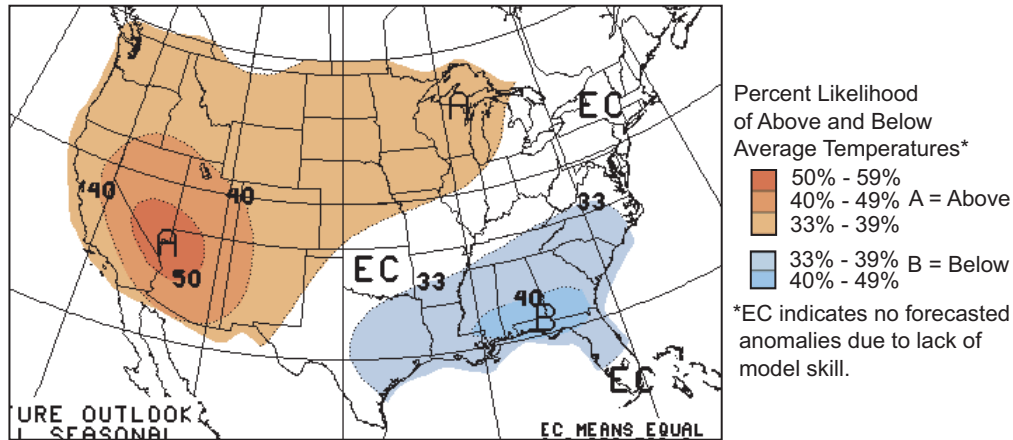 A
EC
40
40
33
A
50
EC
33
40
B
EC
URE OUTLOOK
L SEASONAL
EC MEANS EQUAL
Percent Likelihood
of Above and Below
Average Temperatures*
50% - 59%
40% - 49% A = Above
33% - 39%
33% - 39% B = Below
40% - 49%
*EC indicates no forecasted
anomalies due to lack of
model skill.